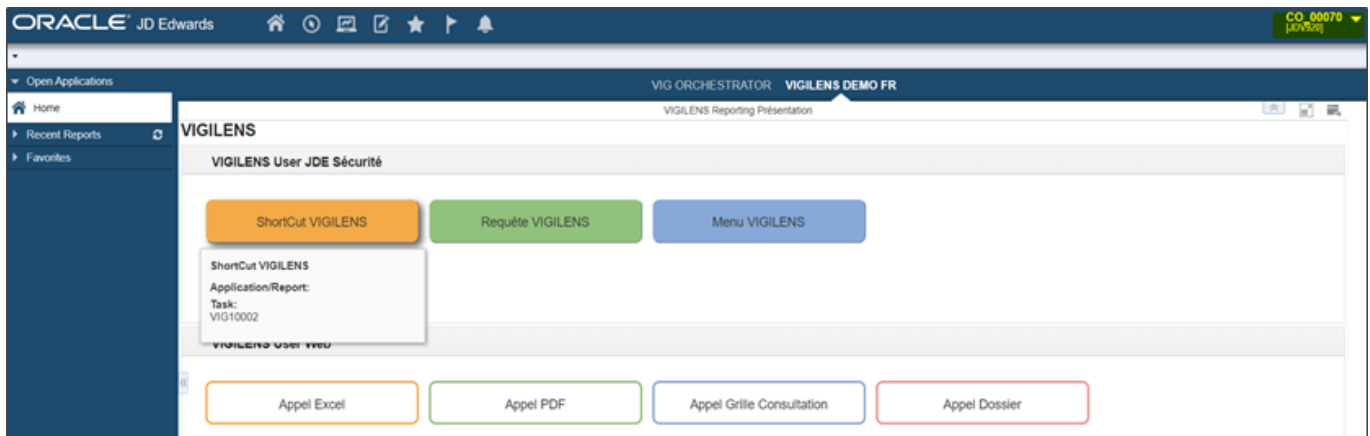 ORACLE JD Edwards
CO_00070
[JDV920]
Open Applications
VIG ORCHESTRATOR VIGILENS DEMO FR
Home
VIGILENS Reporting Présentation
Recent Reports
VIGILENS
Favorites
VIGILENS User JDE Sécurité
ShortCut VIGILENS Requête VIGILENS Menu VIGILENS
ShortCut VIGILENS
Application/Report:
Task:
VIG10002
VIGILENS User Web
Appel Excel Appel PDF Appel Grille Consultation Appel Dossier